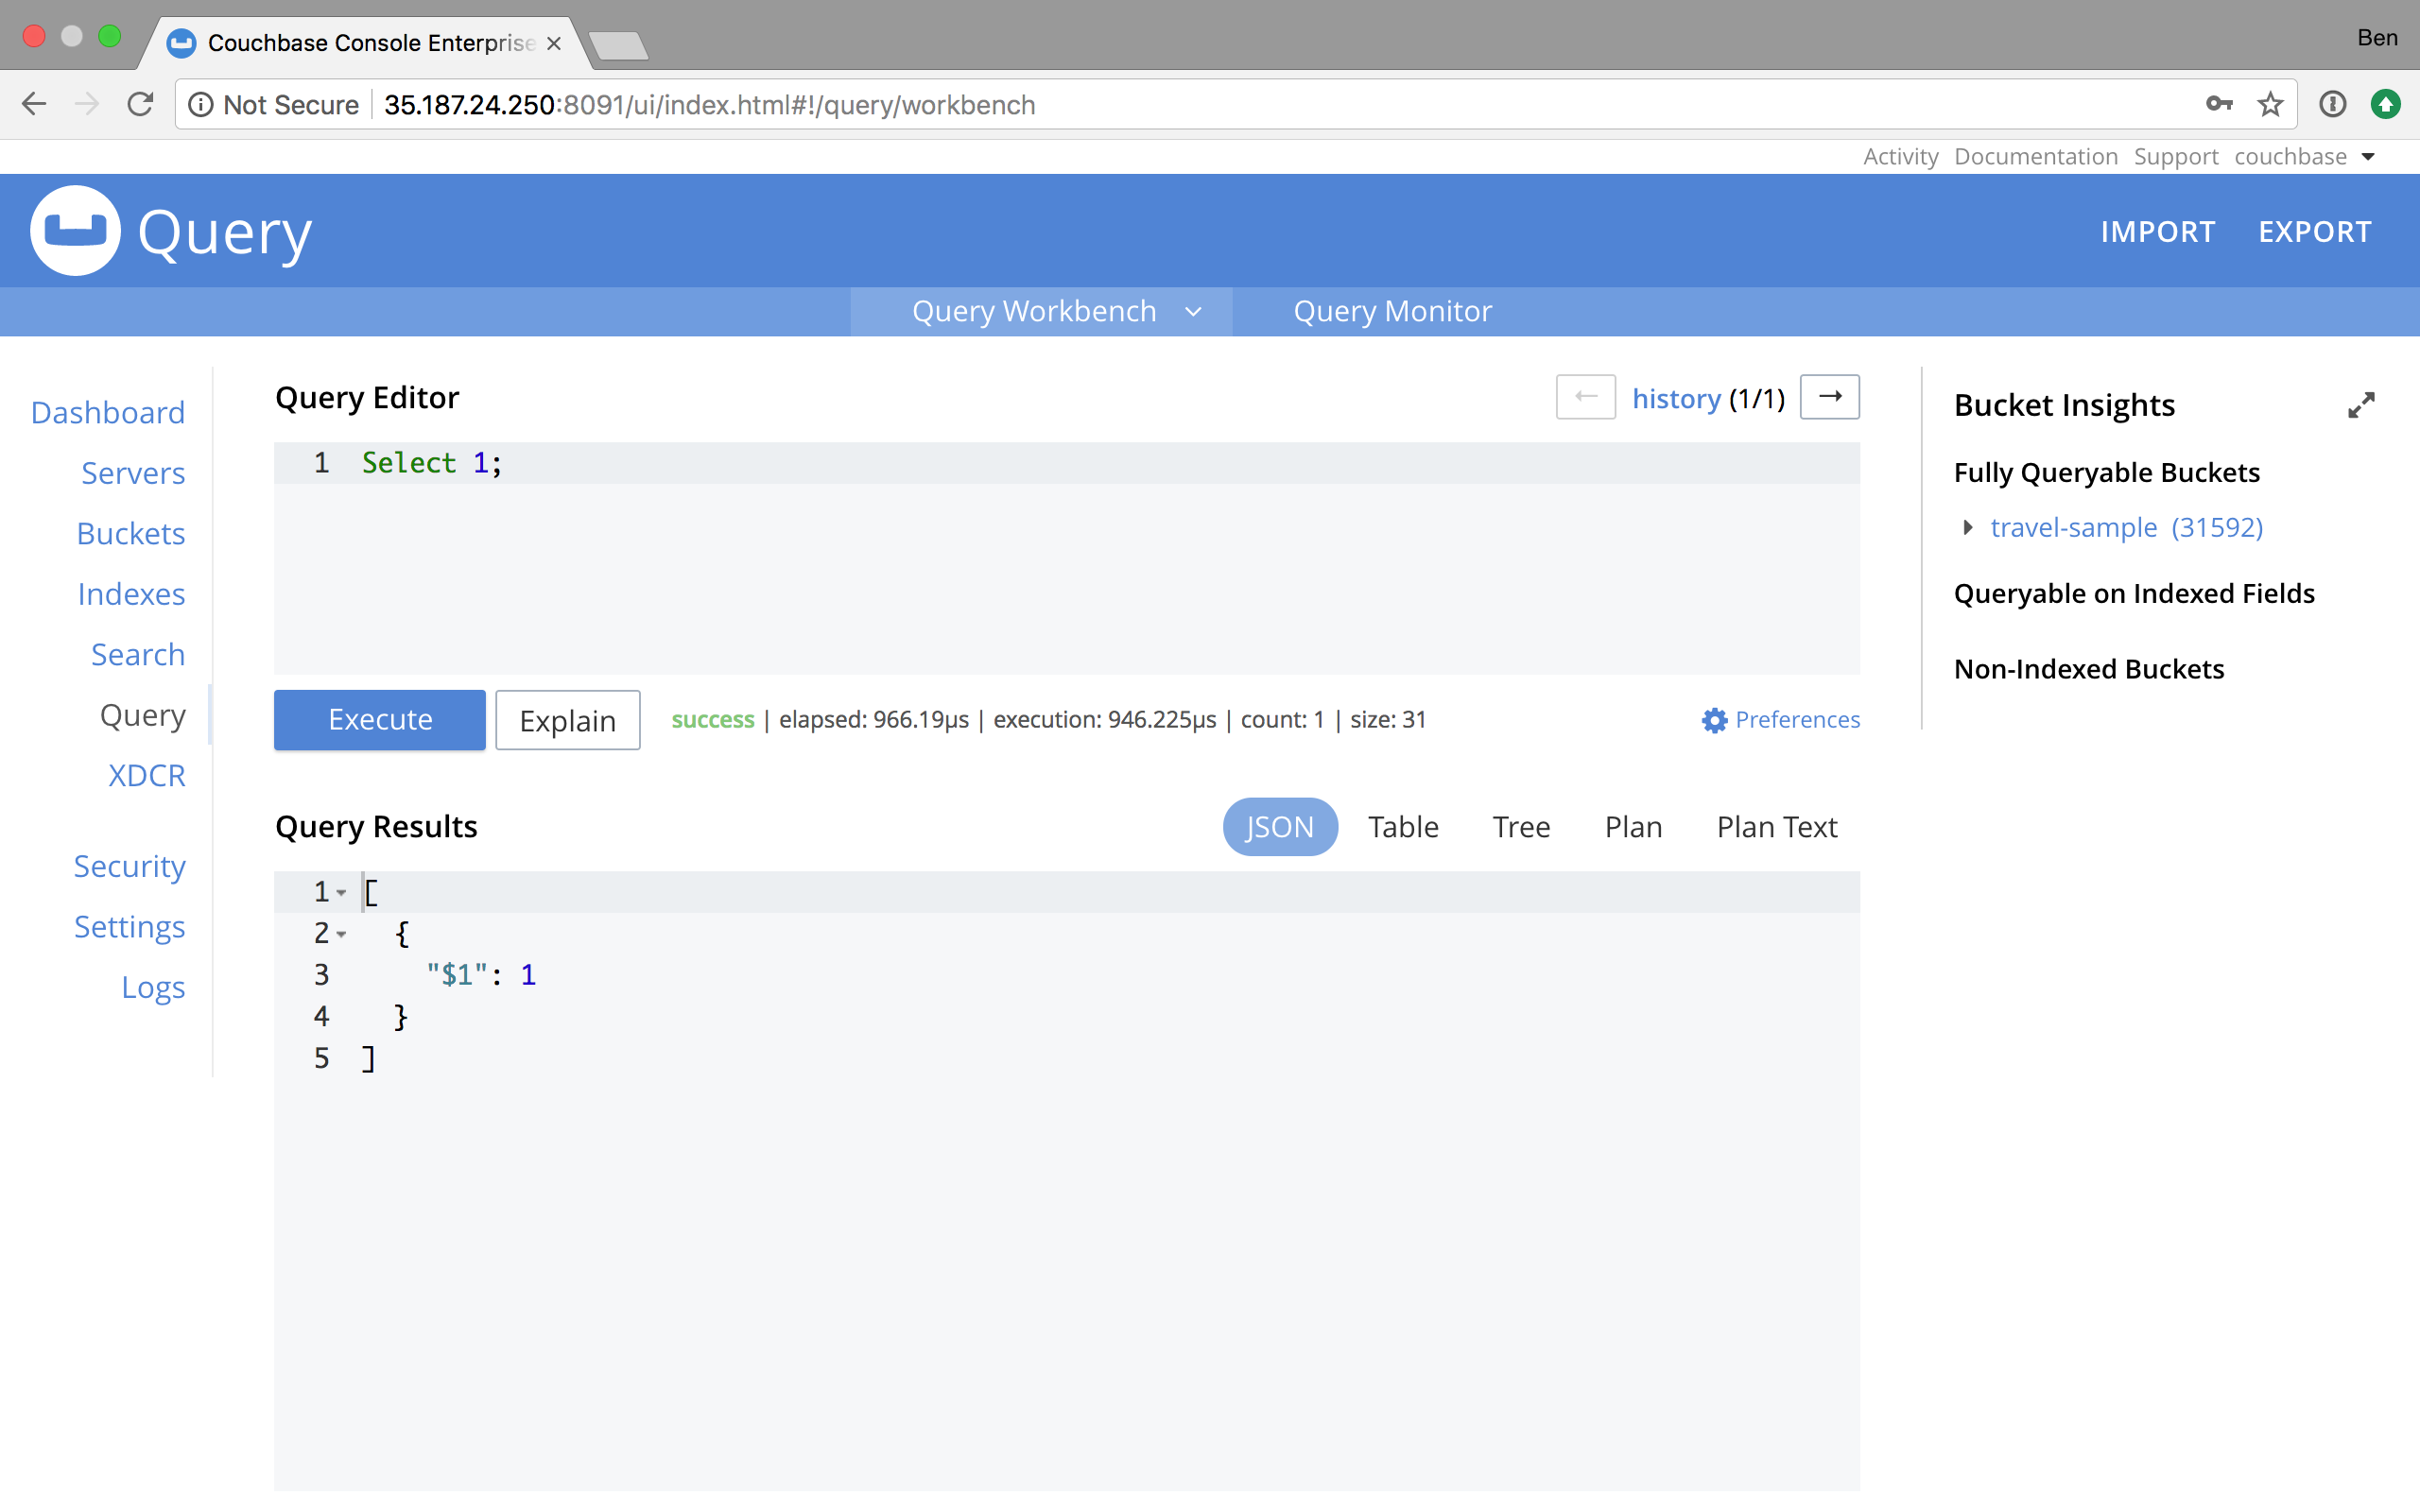 Couchbase Console Enterprise
Ben
Not Secure 35.187.24.250:8091/ui/index.html#!/query/workbench
Activity Documentation Support couchbase
Query
IMPORT EXPORT
Query Workbench Query Monitor
Dashboard
Servers
Buckets
Indexes
Search
Query
XDCR
Security
Settings
Logs
Query Editor
history (1/1)
1 Select 1;
Execute Explain success | elapsed: 966.19µs | execution: 946.225µs | count: 1 | size: 31
Preferences
Query Results
JSON Table Tree Plan Plan Text
1 [
2 {
3 "$1": 1
4 }
5 ]
Bucket Insights
Fully Queryable Buckets
travel-sample (31592)
Queryable on Indexed Fields
Non-Indexed Buckets